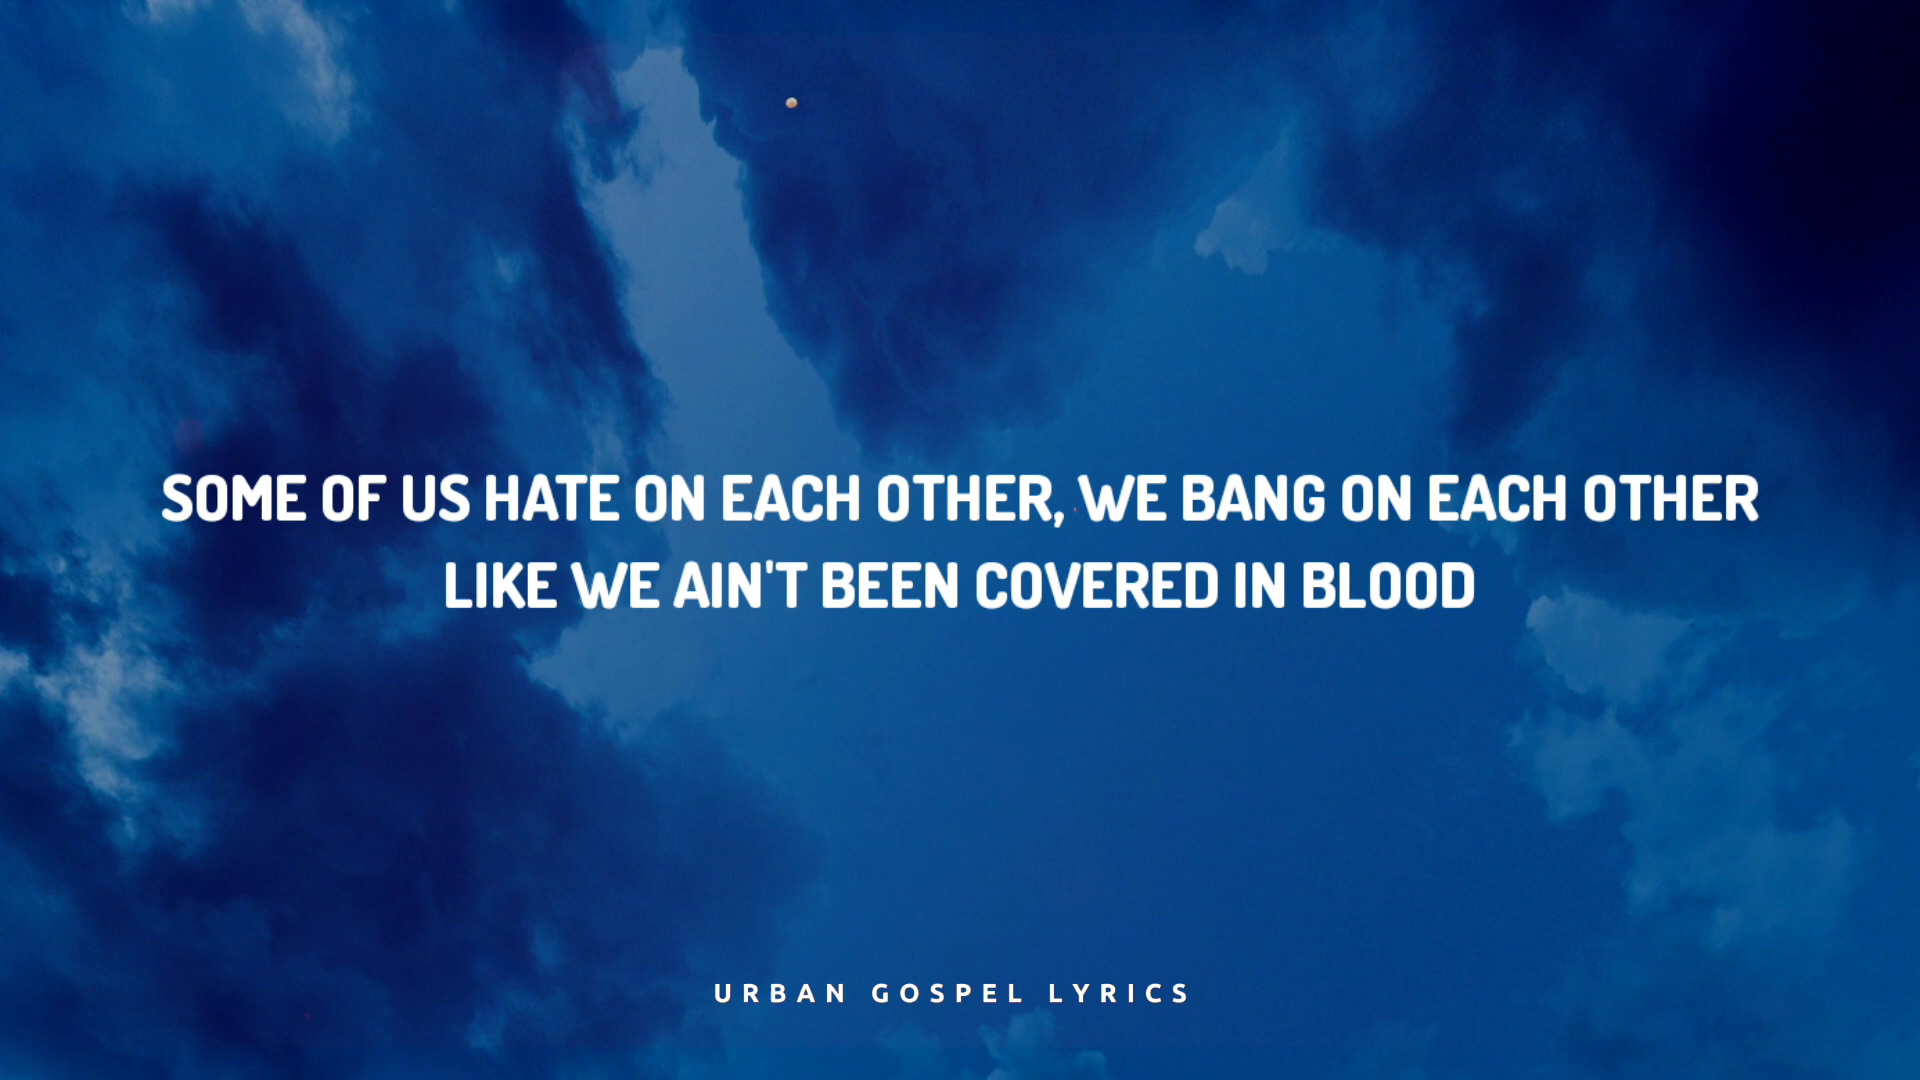 SOME OF US HATE ON EACH OTHER, WE BANG ON EACH OTHER
LIKE WE AIN'T BEEN COVERED IN BLOOD
URBAN GOSPEL LYRICS